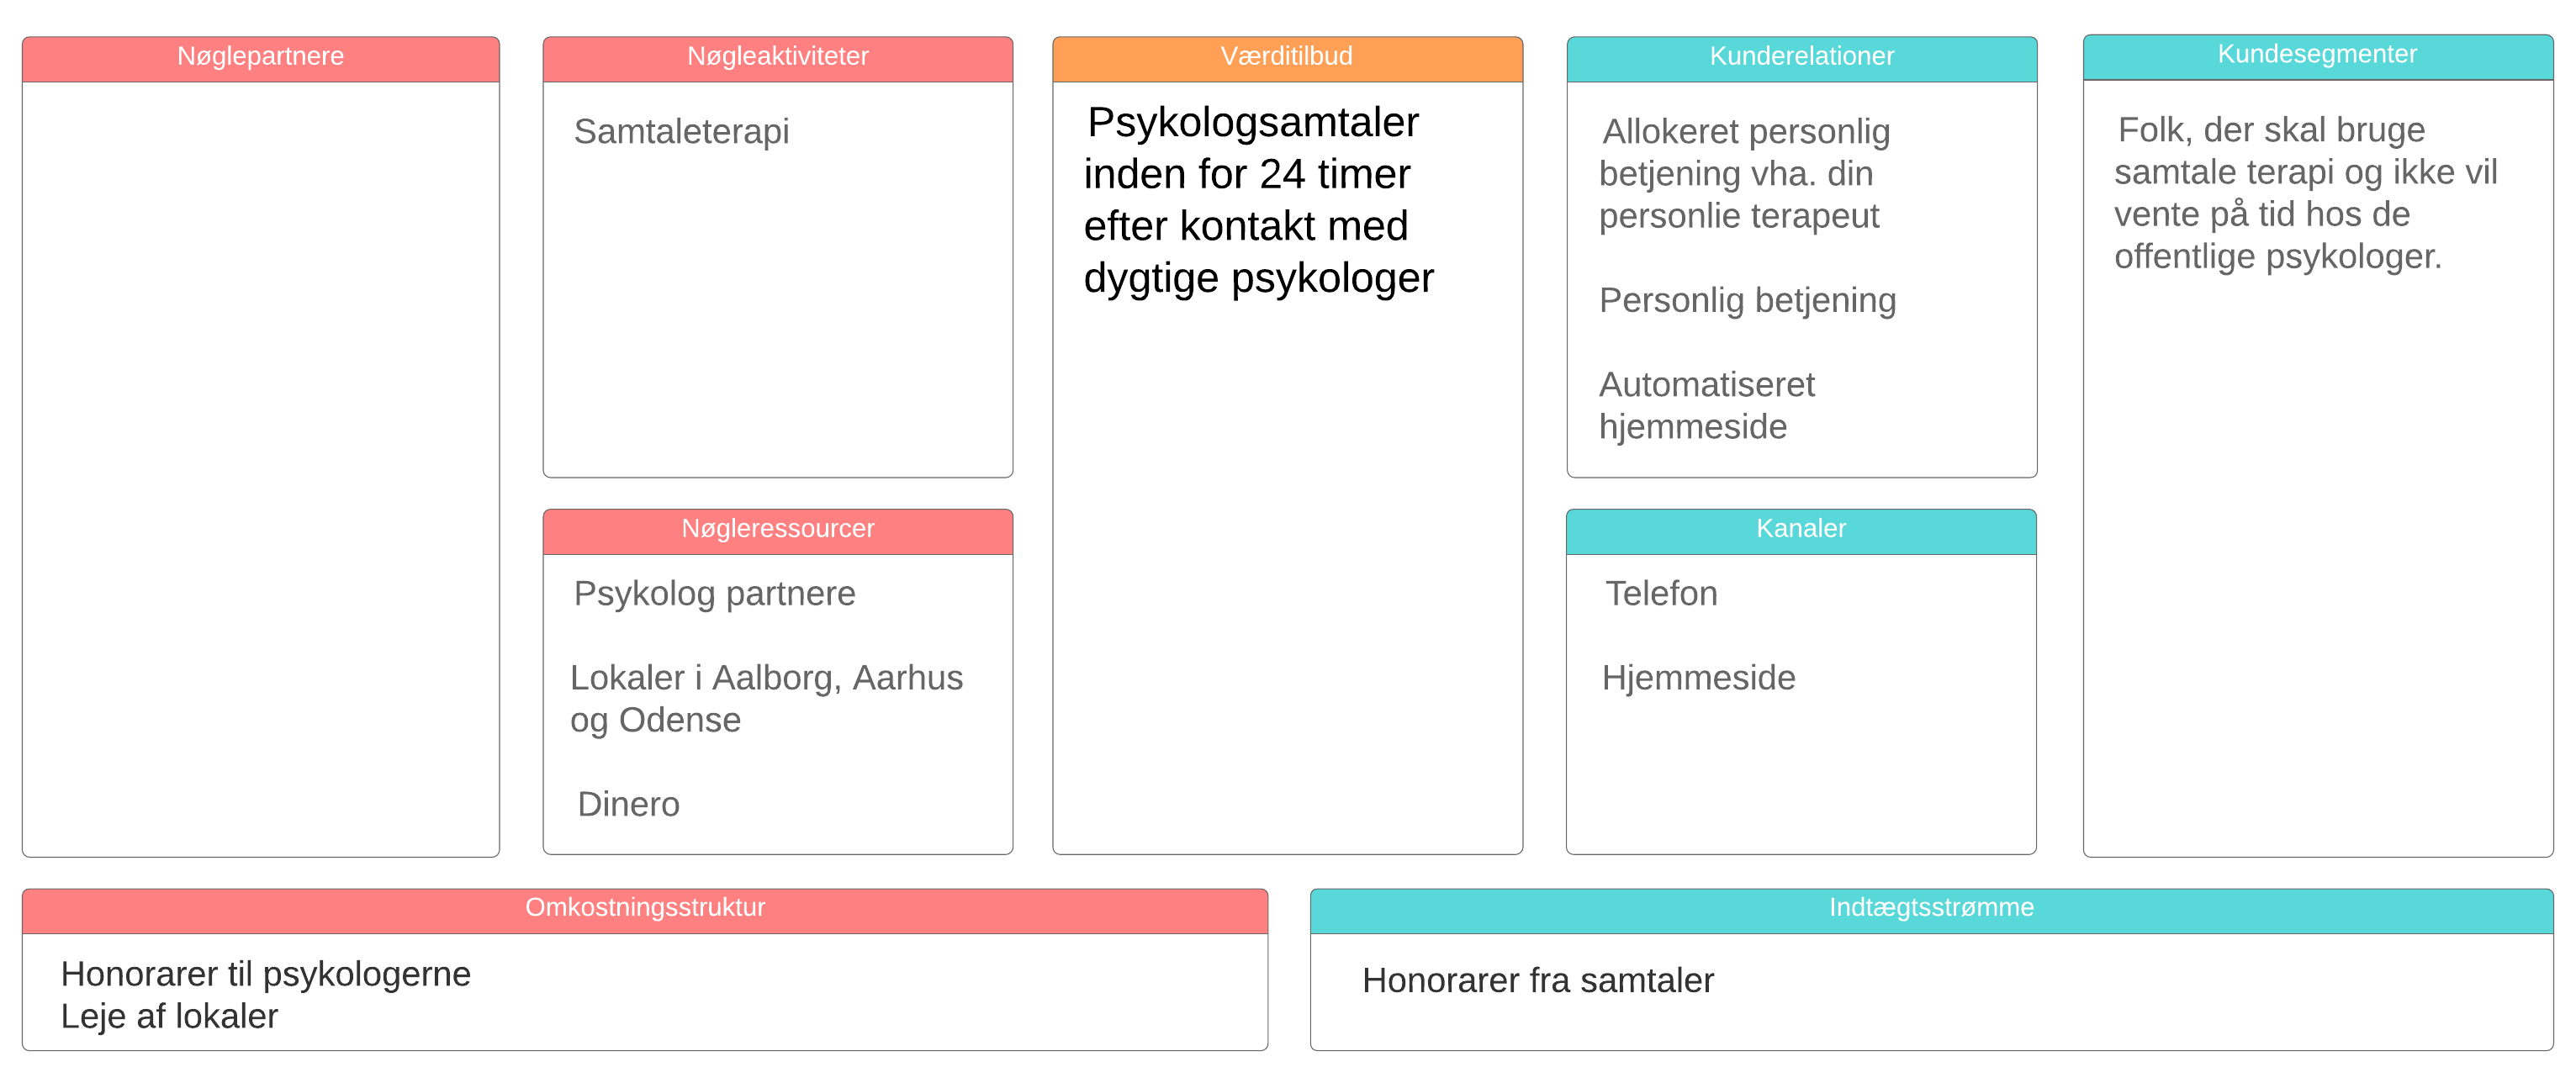 Nøglepartnere
Nøgleaktiviteter
Samtaleterapi
Nøgleressourcer
Psykolog partnere
Lokaler i Aalborg, Aarhus
og Odense
Dinero
Værditilbud
Psykologsamtaler
inden for 24 timer
efter kontakt med
dygtige psykologer
Kunderelationer
Allokeret personlig
betjening vha. din
personlie terapeut
Personlig betjening
Automatiseret
hjemmeside
Kanaler
Telefon
Hjemmeside
Kundesegmenter
Folk, der skal bruge
samtale terapi og ikke vil
vente på tid hos de
offentlige psykologer.
Omkostningsstruktur
Honorarer til psykologerne
Leje af lokaler
Indtægtsstrømme
Honorarer fra samtaler